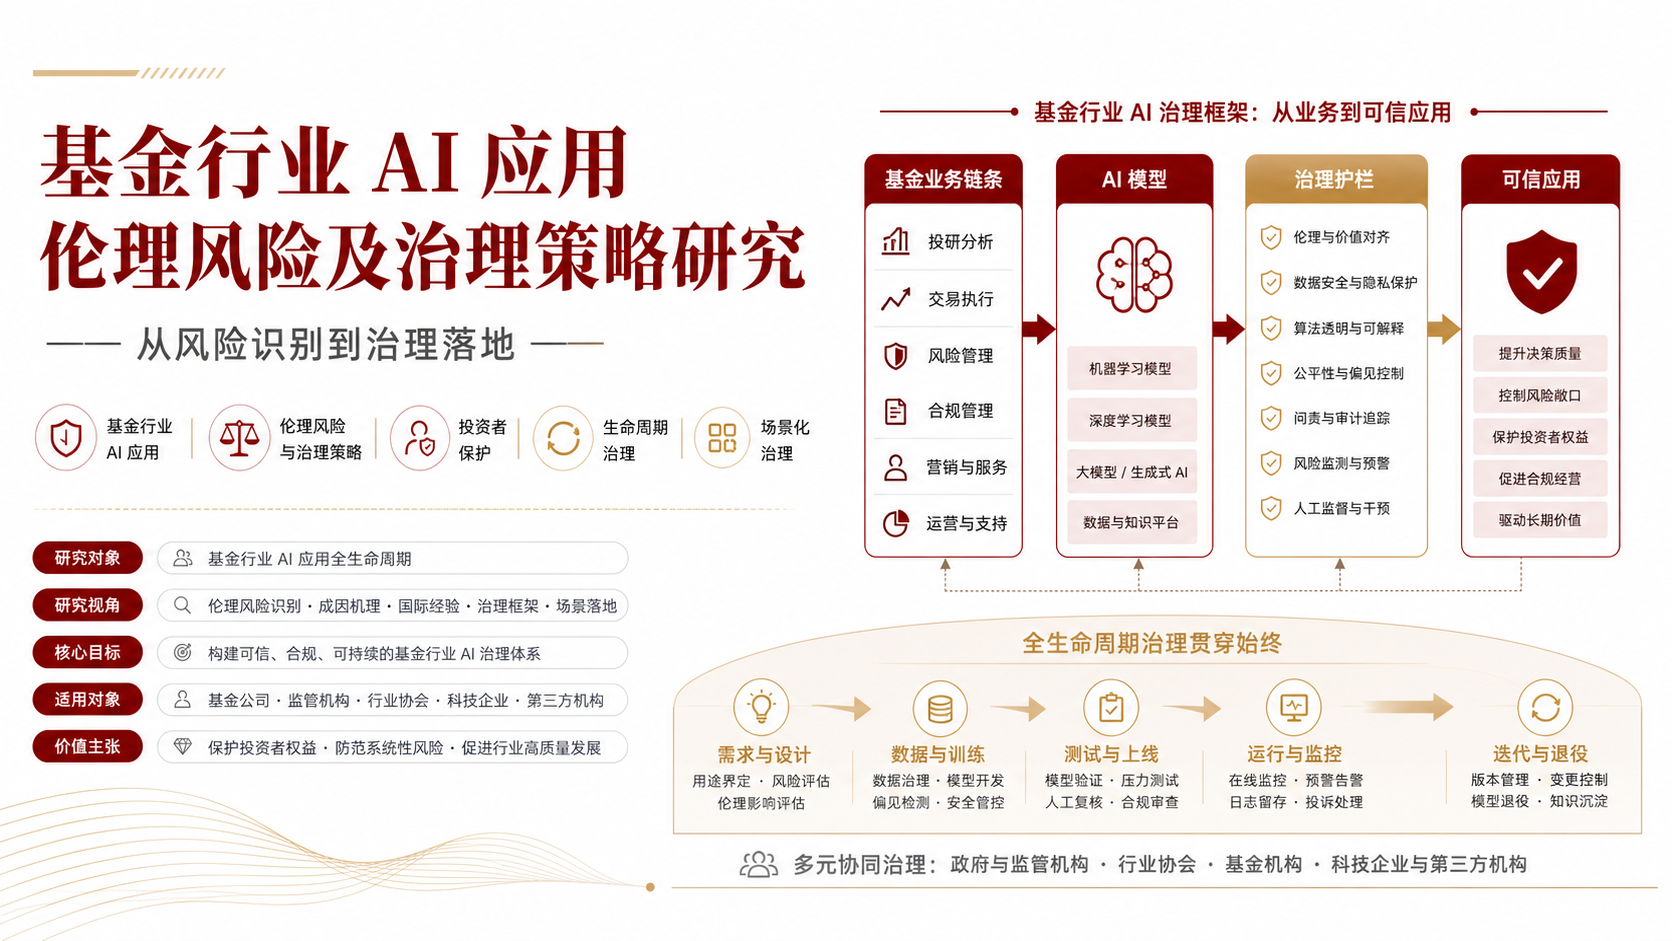 基金行业 AI 应用
伦理风险及治理策略研究
从风险识别到治理落地
基金行业
AI 应用
伦理风险
与治理策略
投资者
保护
生命周期
治理
场景化
治理
研究对象
基金行业 AI 应用全生命周期
研究视角
伦理风险识别 · 成因机理 · 国际经验 · 治理框架 · 场景落地
核心目标
构建可信、合规、可持续的基金行业 AI 治理体系
适用对象
基金公司 · 监管机构 · 行业协会 · 科技企业 · 第三方机构
价值主张
保护投资者权益 · 防范系统性风险 · 促进行业高质量发展
基金行业 AI 治理框架：从业务到可信应用
基金业务链条
投研分析
交易执行
风险管理
合规管理
营销与服务
运营与支持
AI 模型
机器学习模型
深度学习模型
大模型 / 生成式 AI
数据与知识平台
治理护栏
伦理与价值对齐
数据安全与隐私保护
算法透明与可解释
公平性与偏见控制
问责与审计追踪
风险监测与预警
人工监督与干预
可信应用
提升决策质量
控制风险敞口
保护投资者权益
促进合规经营
驱动长期价值
全生命周期治理贯穿始终
需求与设计
用途界定 · 风险评估
伦理影响评估
数据与训练
数据治理 · 模型开发
偏见检测 · 安全管控
测试与上线
模型验证 · 压力测试
人工复核 · 合规审查
运行与监控
在线监控 · 预警告警
日志留存 · 投诉处理
迭代与退役
版本管理 · 变更控制
模型退役 · 知识沉淀
多元协同治理：政府与监管机构 · 行业协会 · 基金机构 · 科技企业与第三方机构